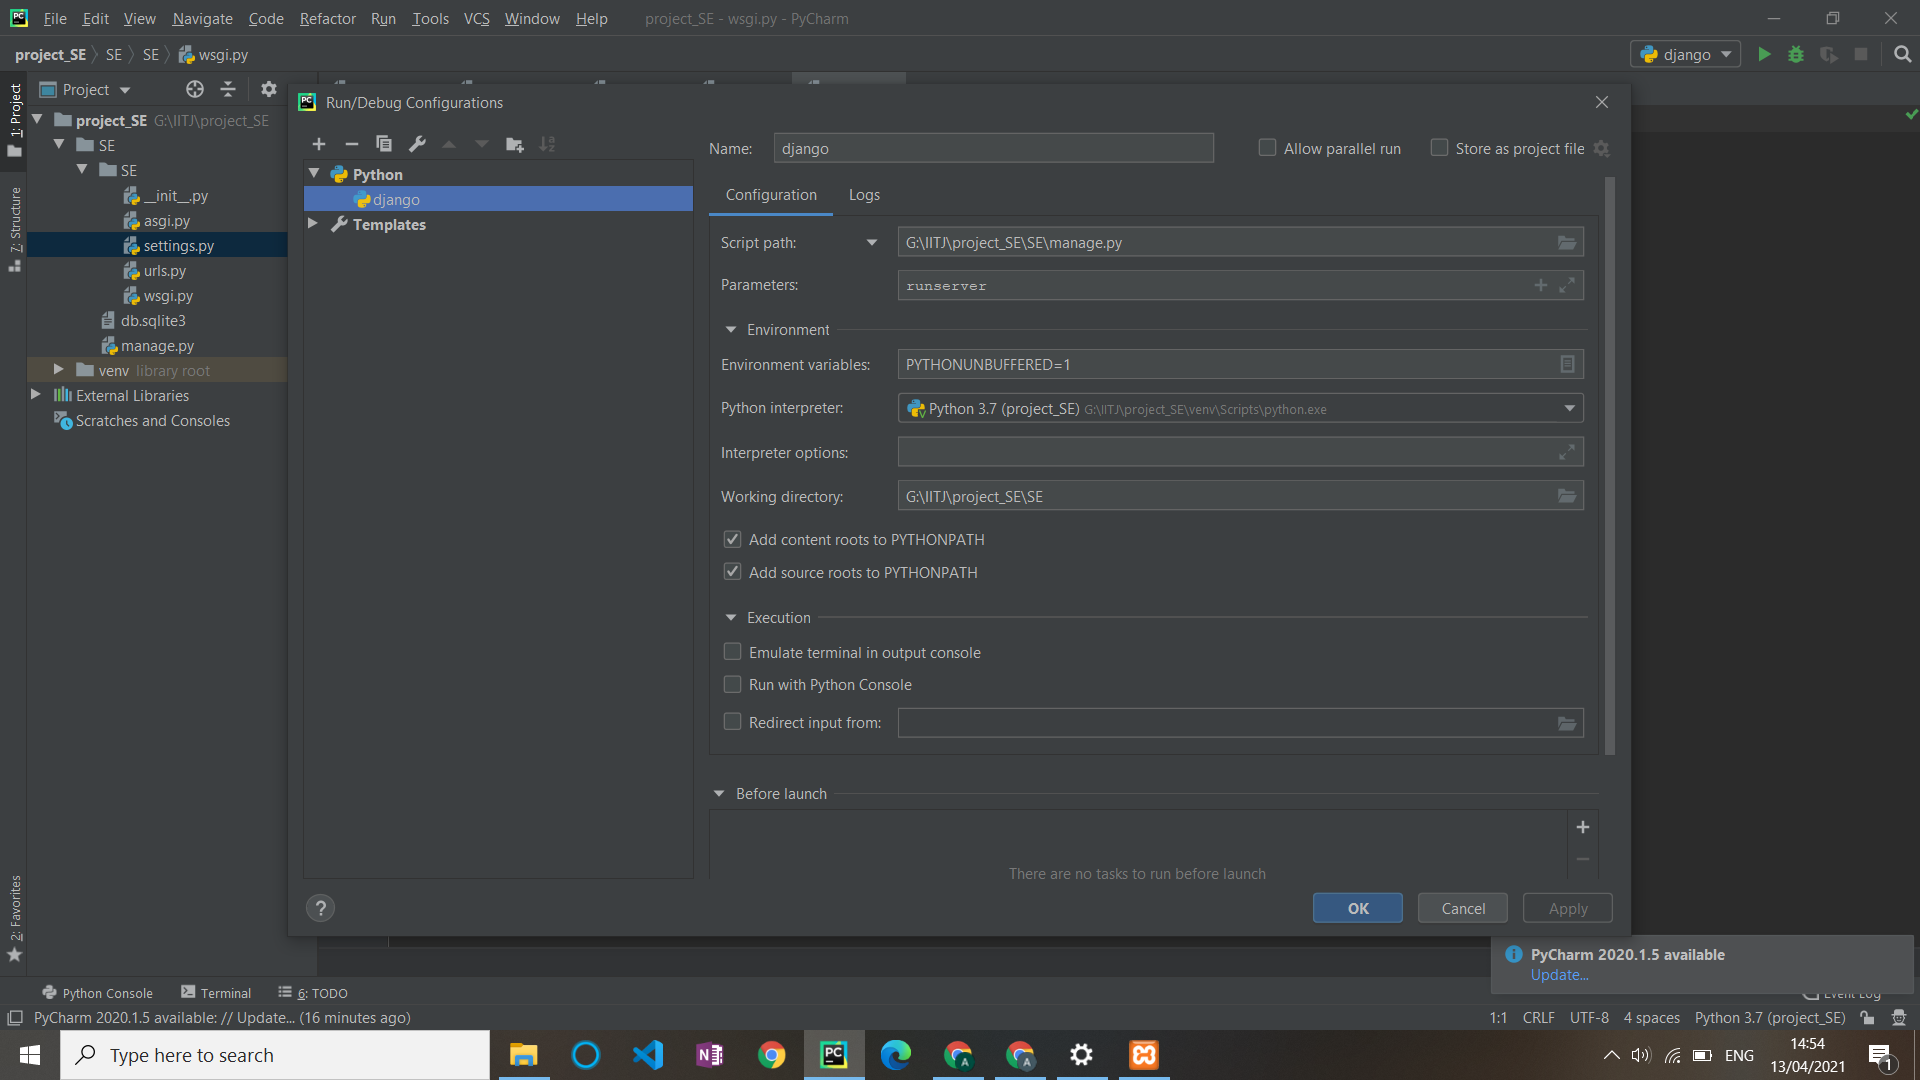 File Edit View Navigate Code Refactor Run Tools VCS Window Help project_SE - wsgi.py - PyCharm
project_SE SE SE wsgi.py django
Project
Run/Debug Configurations
1: Project
7: Structure
2: Favorites
project_SE G:\IITJ\project_SE
SE
SE
__init__.py
asgi.py
settings.py
urls.py
wsgi.py
db.sqlite3
manage.py
venv library root
External Libraries
Scratches and Consoles
Python
django
Templates
Name: django Allow parallel run Store as project file
Configuration Logs
Script path: G:\IITJ\project_SE\SE\manage.py
Parameters: runserver
Environment
Environment variables: PYTHONUNBUFFERED=1
Python interpreter: Python 3.7 (project_SE) G:\IITJ\project_SE\venv\Scripts\python.exe
Interpreter options:
Working directory: G:\IITJ\project_SE\SE
Add content roots to PYTHONPATH
Add source roots to PYTHONPATH
Execution
Emulate terminal in output console
Run with Python Console
Redirect input from:
Before launch
There are no tasks to run before launch
? OK Cancel Apply
PyCharm 2020.1.5 available
Update...
Python Console Terminal 6: TODO Event Log
PyCharm 2020.1.5 available: // Update... (16 minutes ago) 1:1 CRLF UTF-8 4 spaces Python 3.7 (project_SE)
Type here to search ENG 14:54
13/04/2021 1